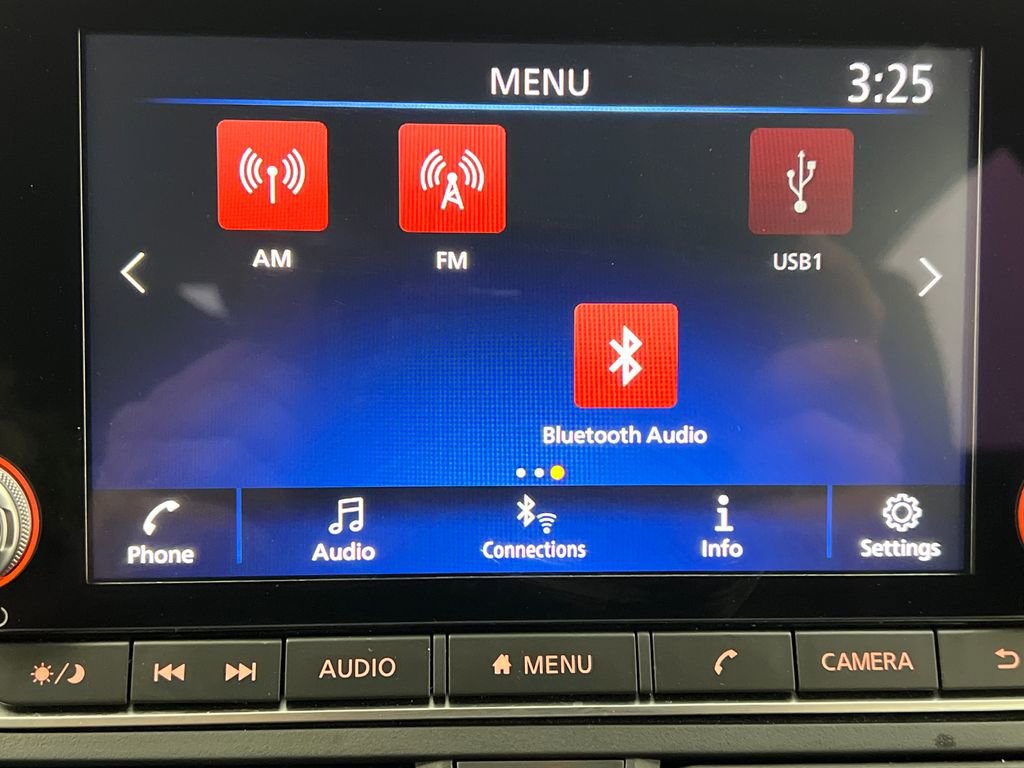 MENU 3:25
AM FM USB1
Bluetooth Audio
Phone Audio Connections Info Settings
AUDIO MENU CAMERA